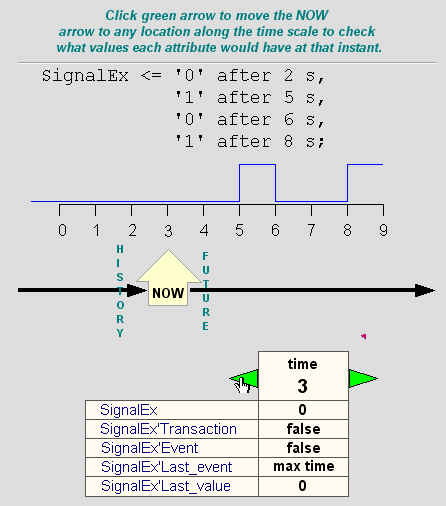 Click green arrow to move the NOW
arrow to any location along the time scale to check
what values each attribute would have at that instant.
SignalEx <= '0' after 2 s,
'1' after 5 s,
'0' after 6 s,
'1' after 8 s;
0 1 2 3 4 5 6 7 8 9
HISTORY
NOW
FUTURE
time
3
SignalEx 0
SignalEx'Transaction false
SignalEx'Event false
SignalEx'Last_event max time
SignalEx'Last_value 0